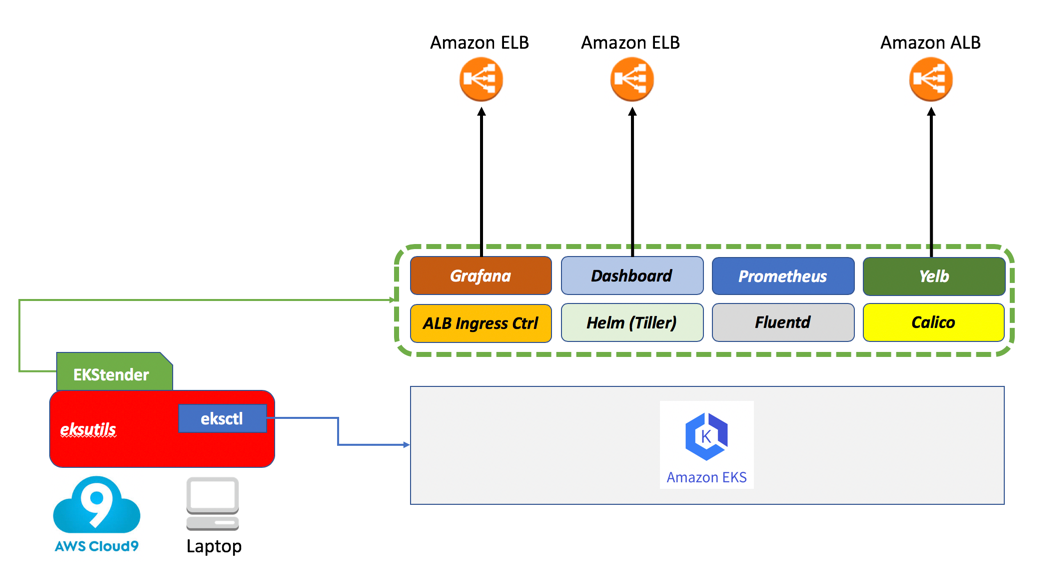 Amazon ELB
Amazon ELB
Amazon ALB
Grafana
Dashboard
Prometheus
Yelb
ALB Ingress Ctrl
Helm (Tiller)
Fluentd
Calico
EKStender
eksctl
eksutils
K
Amazon EKS
9
AWS Cloud9
Laptop